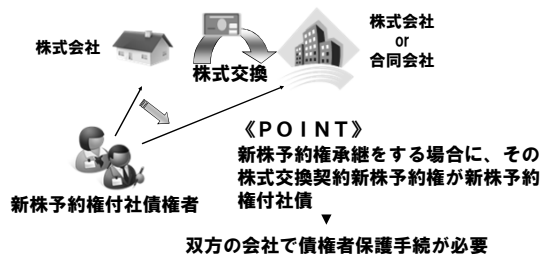 株式会社
株式交換
株式会社
or
合同会社
新株予約権付社債権者
《ＰＯＩＮＴ》
新株予約権承継をする場合に、その
株式交換契約新株予約権が新株予約
権付社債
▼
双方の会社で債権者保護手続が必要